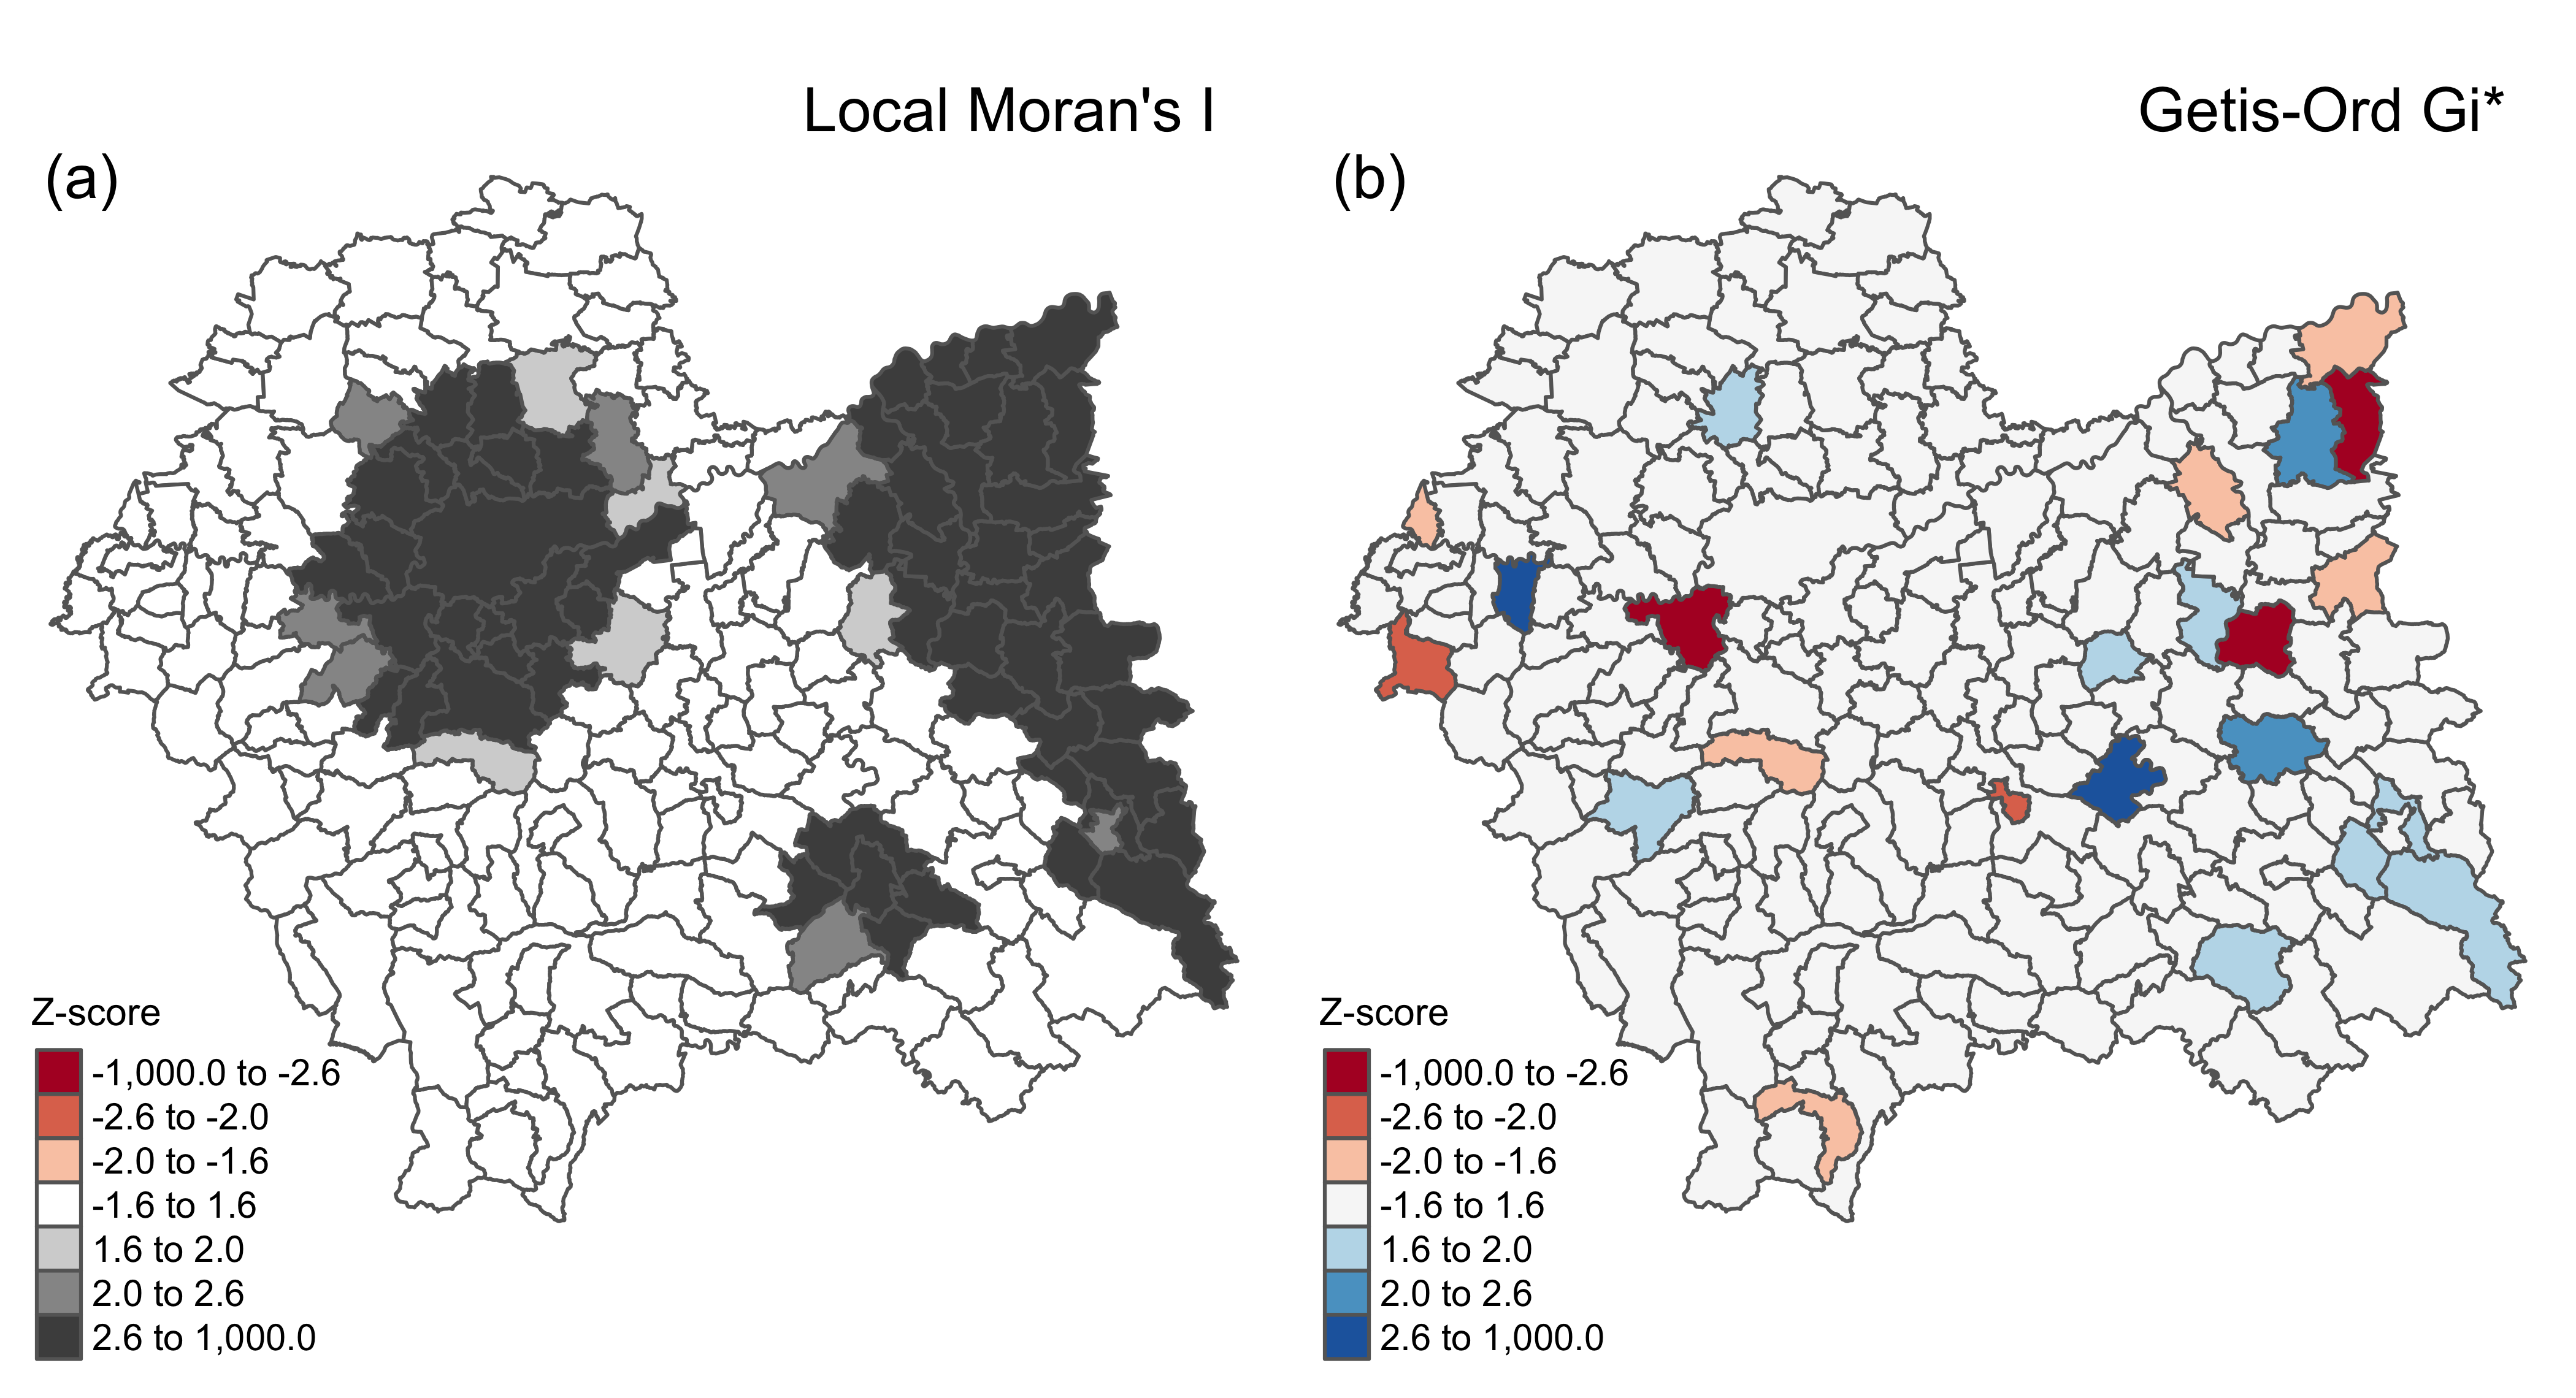 Local Moran's I
(a)
Z-score
-1,000.0 to -2.6
-2.6 to -2.0
-2.0 to -1.6
-1.6 to 1.6
1.6 to 2.0
2.0 to 2.6
2.6 to 1,000.0
Getis-Ord Gi*
(b)
Z-score
-1,000.0 to -2.6
-2.6 to -2.0
-2.0 to -1.6
-1.6 to 1.6
1.6 to 2.0
2.0 to 2.6
2.6 to 1,000.0